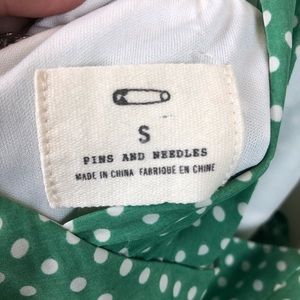 S
PINS AND NEEDLES
MADE IN CHINA FABRIQUÉ EN CHINE